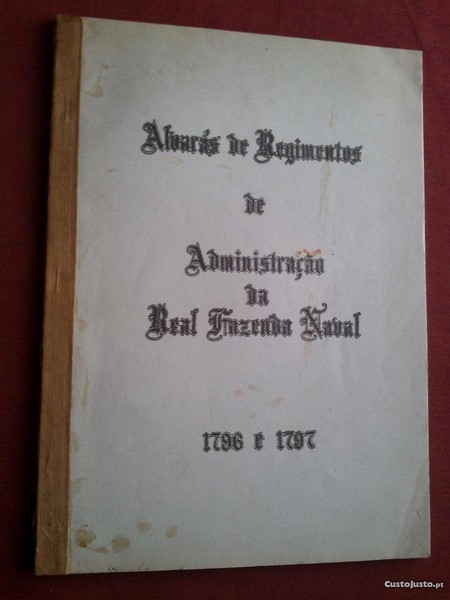 Alvarás de Regimentos
de
Administração
da
Real Fazenda Naval
1796 e 1797
CustoJusto.pt